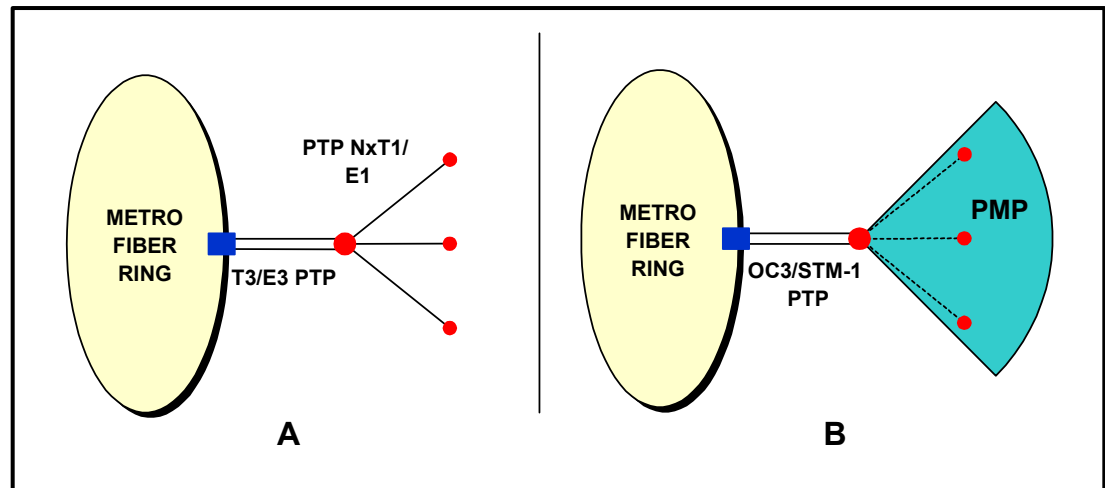 PTP NxT1/
E1
METRO
FIBER
RING
T3/E3 PTP
A
METRO
FIBER
RING
OC3/STM-1
PTP
PMP
B